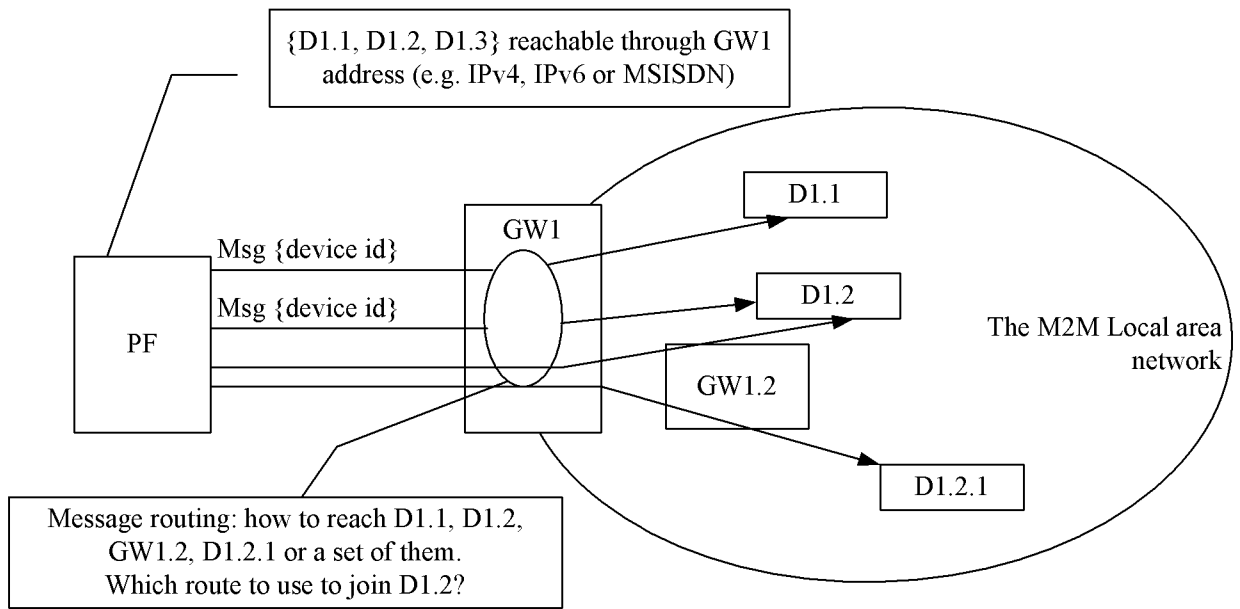 {D1.1, D1.2, D1.3} reachable through GW1
address (e.g. IPv4, IPv6 or MSISDN)
D1.1
GW1
Msg {device id}
D1.2
Msg {device id}
PF
The M2M Local area
network
GW1.2
D1.2.1
Message routing: how to reach D1.1, D1.2,
GW1.2, D1.2.1 or a set of them.
Which route to use to join D1.2?